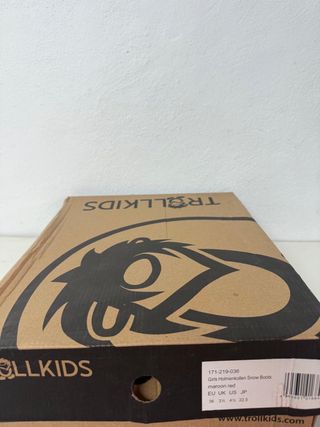 TROLLKIDS
OLLKIDS
171-219-036
Girls Holmenkollen Snow Boots
maroon red
EU UK US JP
36 3½ 4½ 22.5
www.trollkids.com